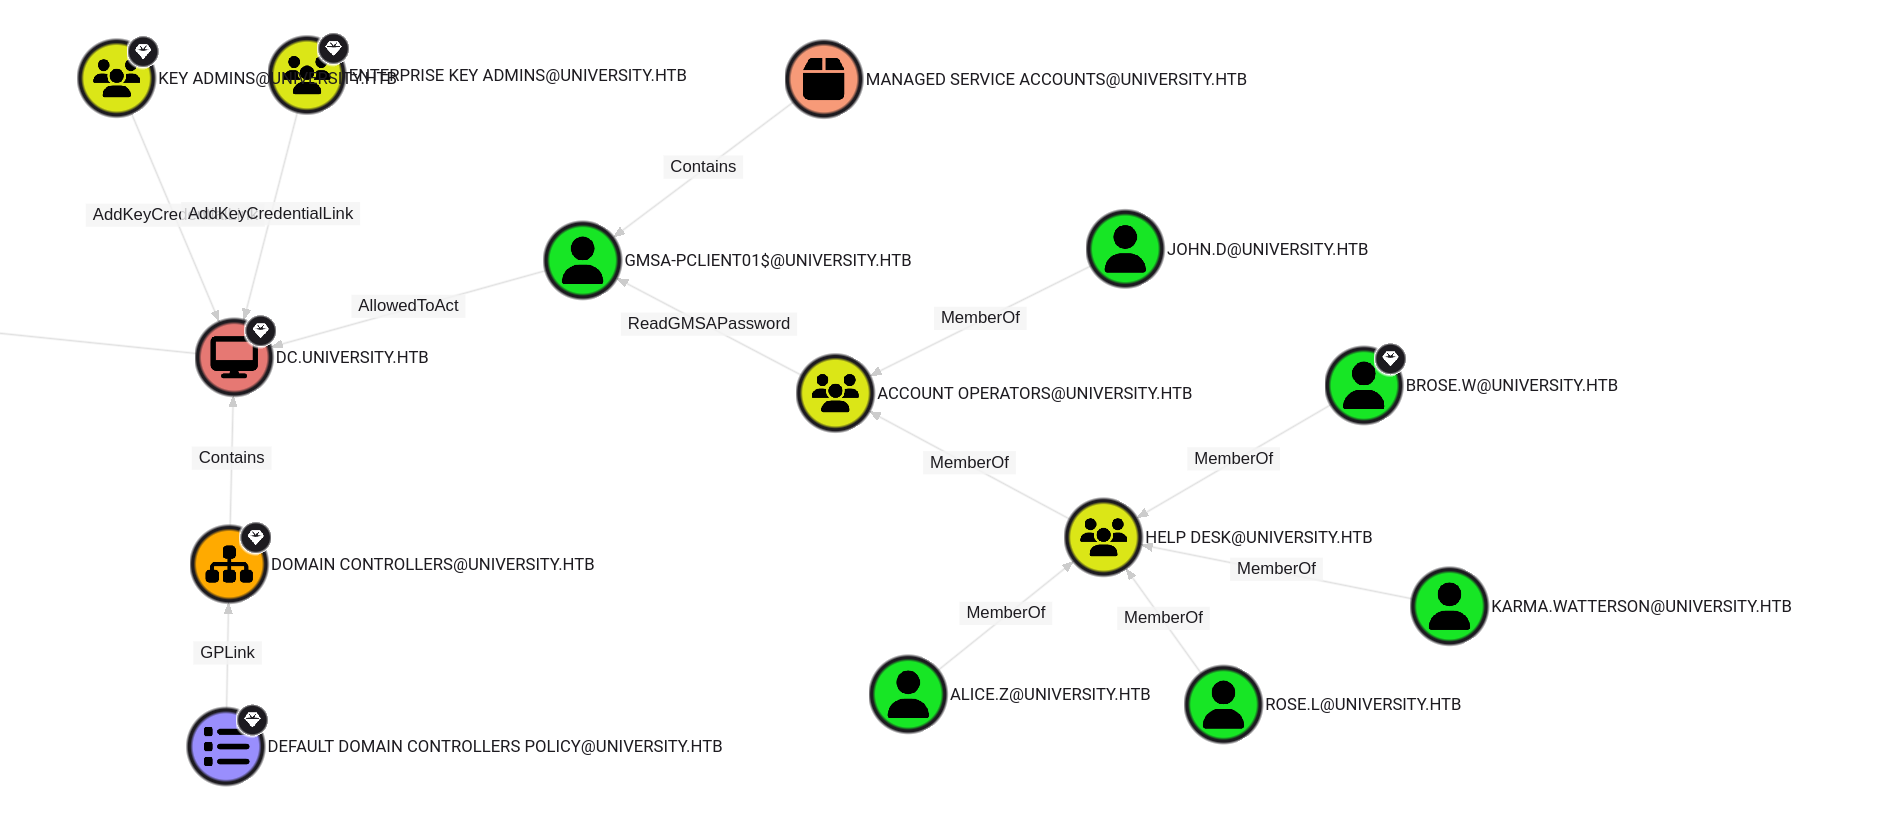 KEY ADMINS@UNIVERSITY.HTB
ENTERPRISE KEY ADMINS@UNIVERSITY.HTB
MANAGED SERVICE ACCOUNTS@UNIVERSITY.HTB
Contains
AddKeyCredentialLink
AddKeyCredentialLink
GMSA-PCLIENT01$@UNIVERSITY.HTB
JOHN.D@UNIVERSITY.HTB
AllowedToAct
ReadGMSAPassword
MemberOf
DC.UNIVERSITY.HTB
ACCOUNT OPERATORS@UNIVERSITY.HTB
BROSE.W@UNIVERSITY.HTB
Contains
MemberOf
MemberOf
HELP DESK@UNIVERSITY.HTB
DOMAIN CONTROLLERS@UNIVERSITY.HTB
MemberOf
MemberOf
MemberOf
KARMA.WATTERSON@UNIVERSITY.HTB
GPLink
ALICE.Z@UNIVERSITY.HTB
ROSE.L@UNIVERSITY.HTB
DEFAULT DOMAIN CONTROLLERS POLICY@UNIVERSITY.HTB